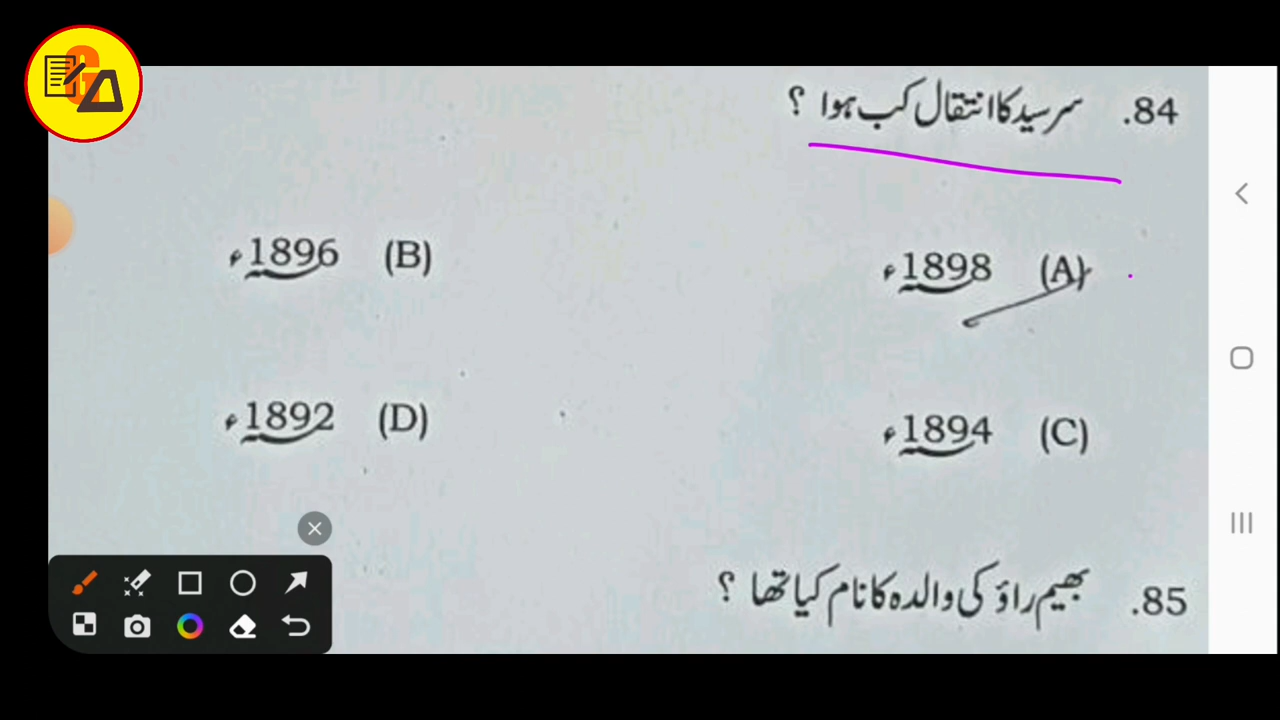 84. سرسید کا انتقال کب ہوا ؟
(A) 1898ء (B) 1896ء
(C) 1894ء (D) 1892ء
85. بھیم راؤ کی والدہ کا نام کیا تھا ؟